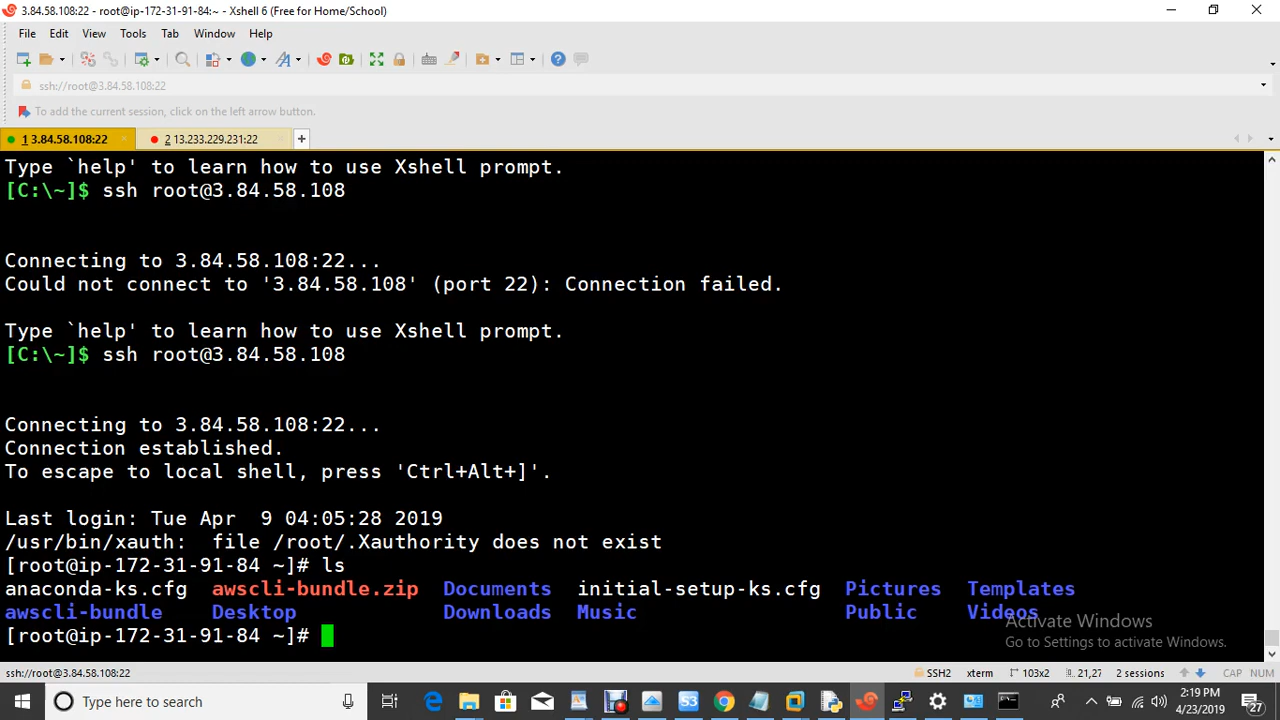 3.84.58.108:22 - root@ip-172-31-91-84:~ - Xshell 6 (Free for Home/School)
File Edit View Tools Tab Window Help
ssh://root@3.84.58.108:22
To add the current session, click on the left arrow button.
1 3.84.58.108:22 2 13.233.229.231:22
Type `help' to learn how to use Xshell prompt.
[C:\~]$ ssh root@3.84.58.108
Connecting to 3.84.58.108:22...
Could not connect to '3.84.58.108' (port 22): Connection failed.
Type `help' to learn how to use Xshell prompt.
[C:\~]$ ssh root@3.84.58.108
Connecting to 3.84.58.108:22...
Connection established.
To escape to local shell, press 'Ctrl+Alt+]'.
Last login: Tue Apr  9 04:05:28 2019
/usr/bin/xauth:  file /root/.Xauthority does not exist
[root@ip-172-31-91-84 ~]# ls
anaconda-ks.cfg  awscli-bundle.zip  Documents  initial-setup-ks.cfg  Pictures  Templates
awscli-bundle    Desktop            Downloads  Music                 Public    Videos
[root@ip-172-31-91-84 ~]#
Activate Windows
Go to Settings to activate Windows.
ssh://root@3.84.58.108:22 SSH2 xterm 103x2 21,27 2 sessions CAP NUM
Type here to search S3 2:19 PM
4/23/2019 27